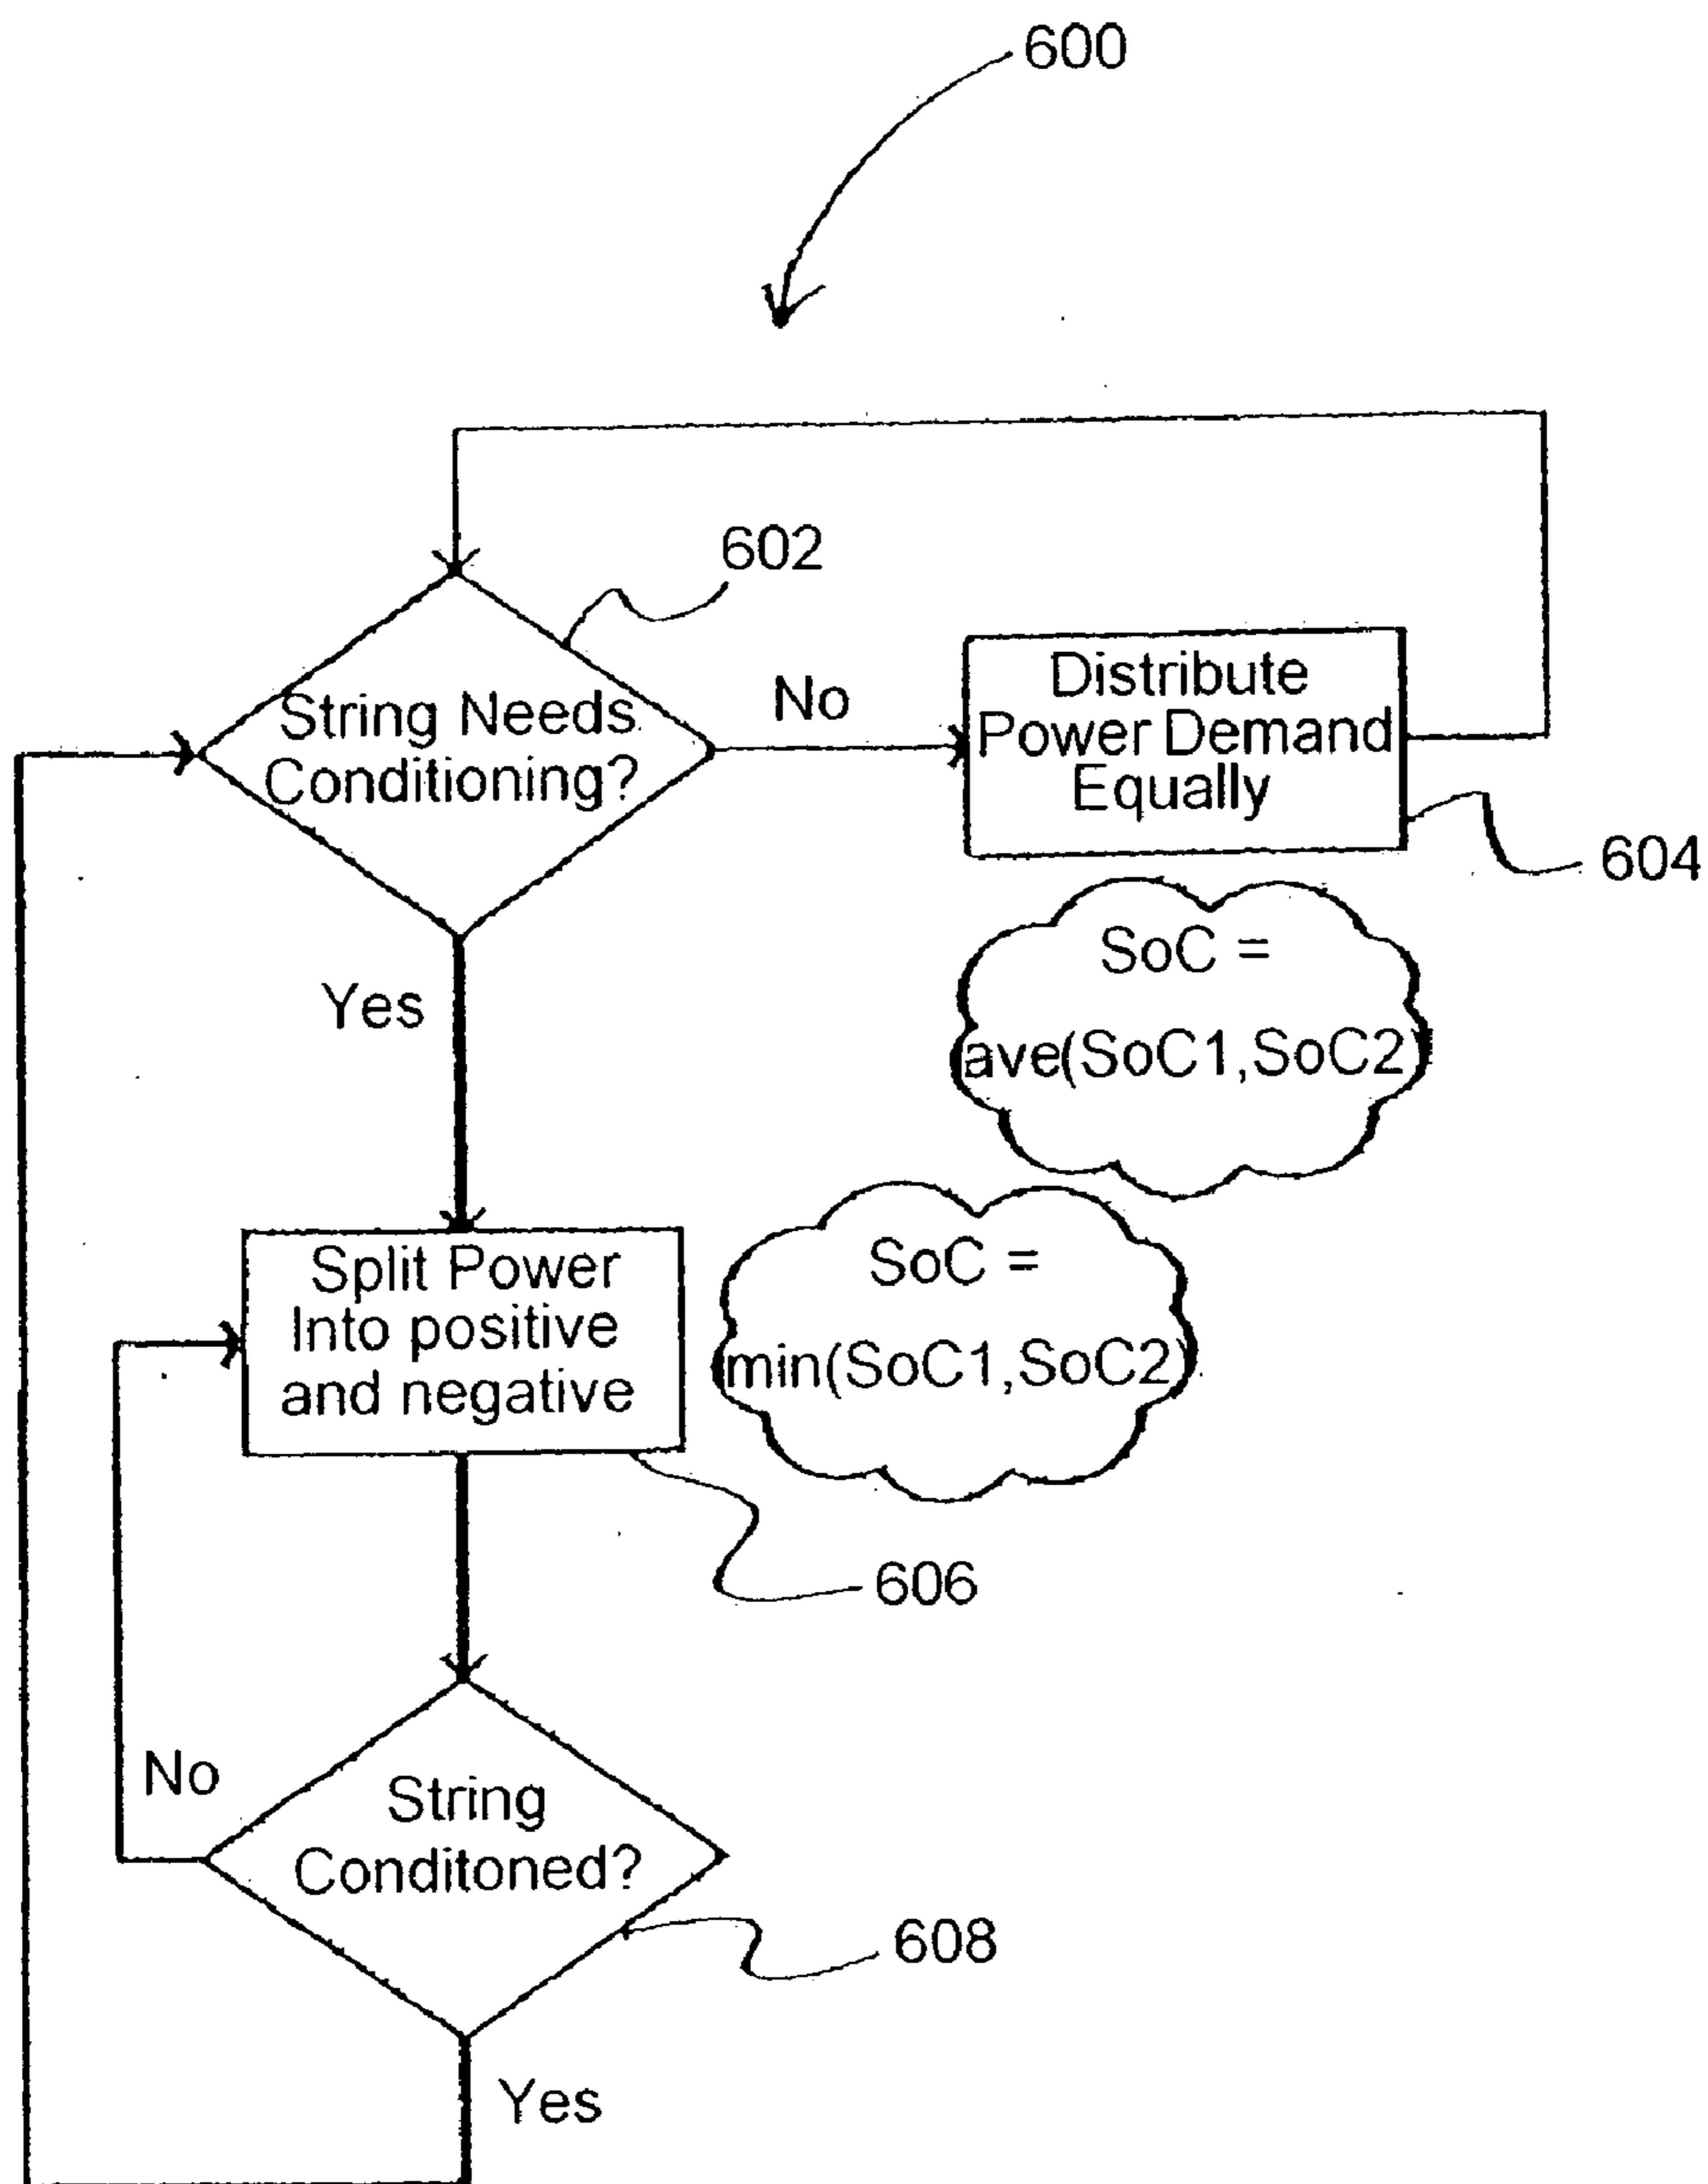 600
602
String Needs
Conditioning?
No
Distribute
Power Demand
Equally
604
SoC =
ave(SoC1,SoC2)
Yes
Split Power
Into positive
and negative
SoC =
min(SoC1,SoC2)
606
No
String
Conditoned?
608
Yes